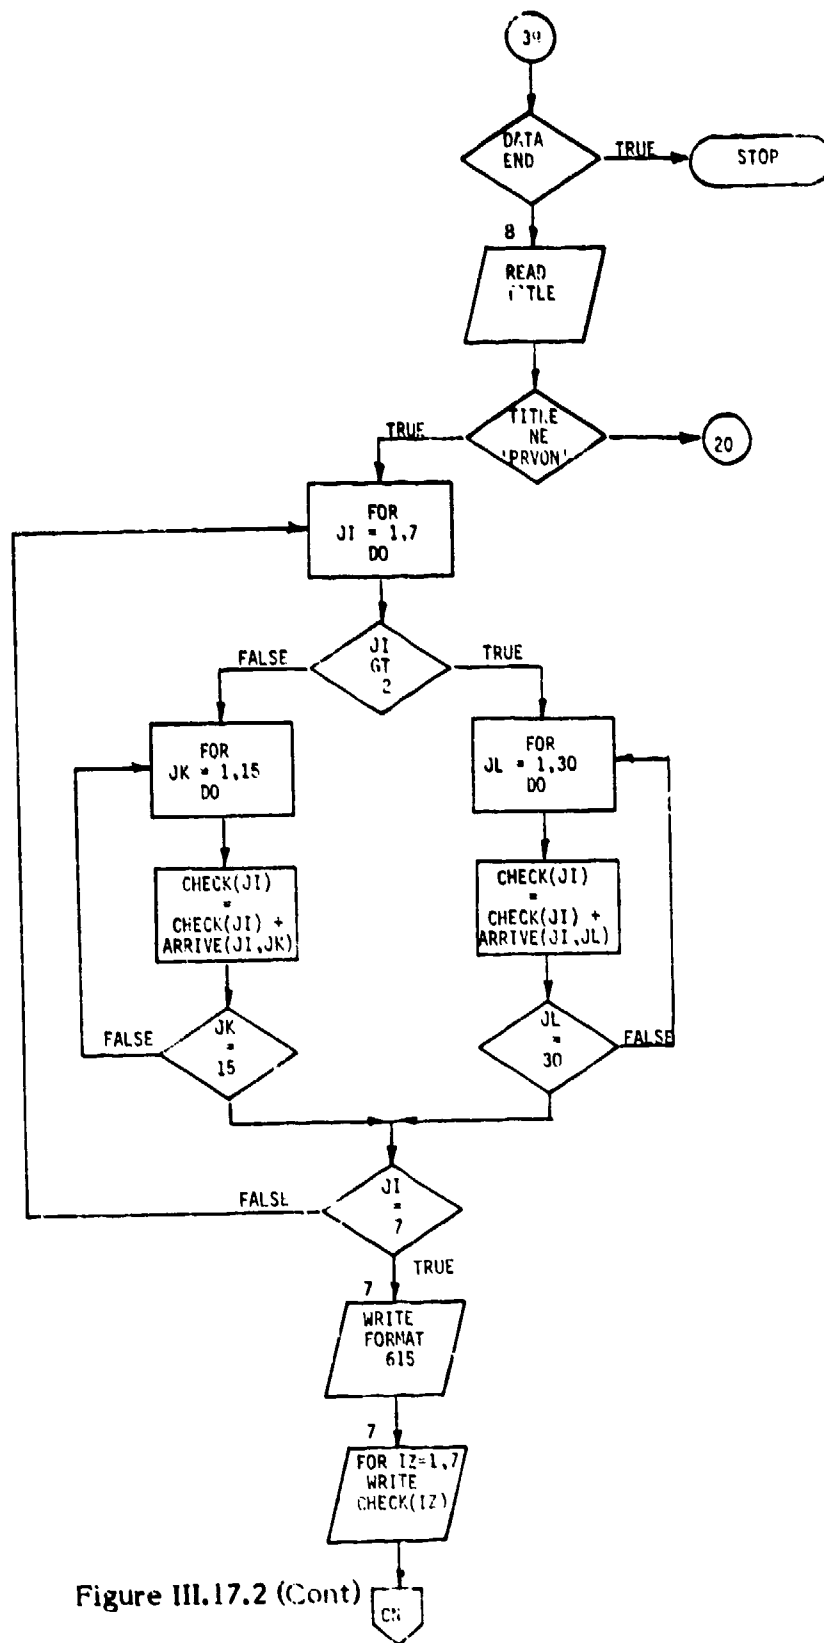 DATA
END
TRUE
STOP
8
READ
TITLE
NE
'PRVON'
TRUE
20
FOR
JI = 1,7
DO
JI
GT
2
FALSE
TRUE
FOR
JK = 1,15
DO
FOR
JL = 1,30
DO
CHECK(JI)
=
CHECK(JI) +
ARRIVE(JI,JK)
CHECK(JI)
=
CHECK(JI) +
ARRIVE(JI,JL)
FALSE
JK
=
15
JL
=
30
FALSE
FALSE
JI
=
7
TRUE
7
WRITE
FORMAT
615
7
FOR IZ=1,7
WRITE
CHECK(IZ)
Figure III.17.2 (Cont)